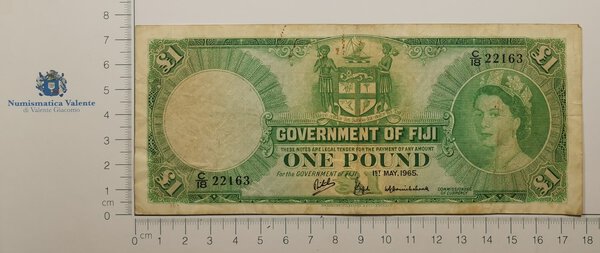 8
7
6
5
4
3
2
1
0
cm
Numismatica Valente
di Valente Giacomo
£1
£1
C/18 22163
GOVERNMENT OF FIJI
THESE NOTES ARE LEGAL TENDER FOR THE PAYMENT OF ANY AMOUNT
ONE POUND
C/18 22163
For the GOVERNMENT OF FIJI
1ST MAY, 1965.
COMMISSIONERS
OF CURRENCY
£1
£1
0 1 2 3 4 5 6 7 8 9 10 11 12 13 14 15 16 17 18
cm